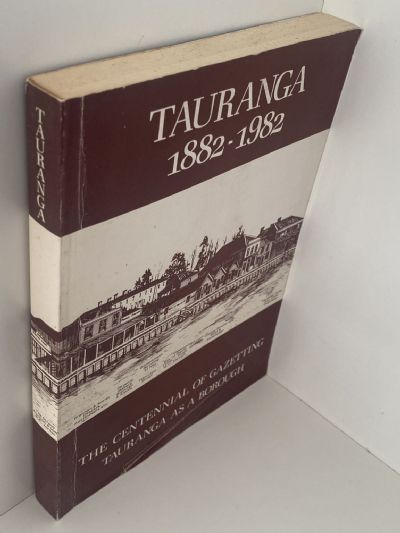 TAURANGA
TAURANGA
1882-1982
THE CENTENNIAL OF GAZETTING
TAURANGA AS A BOROUGH